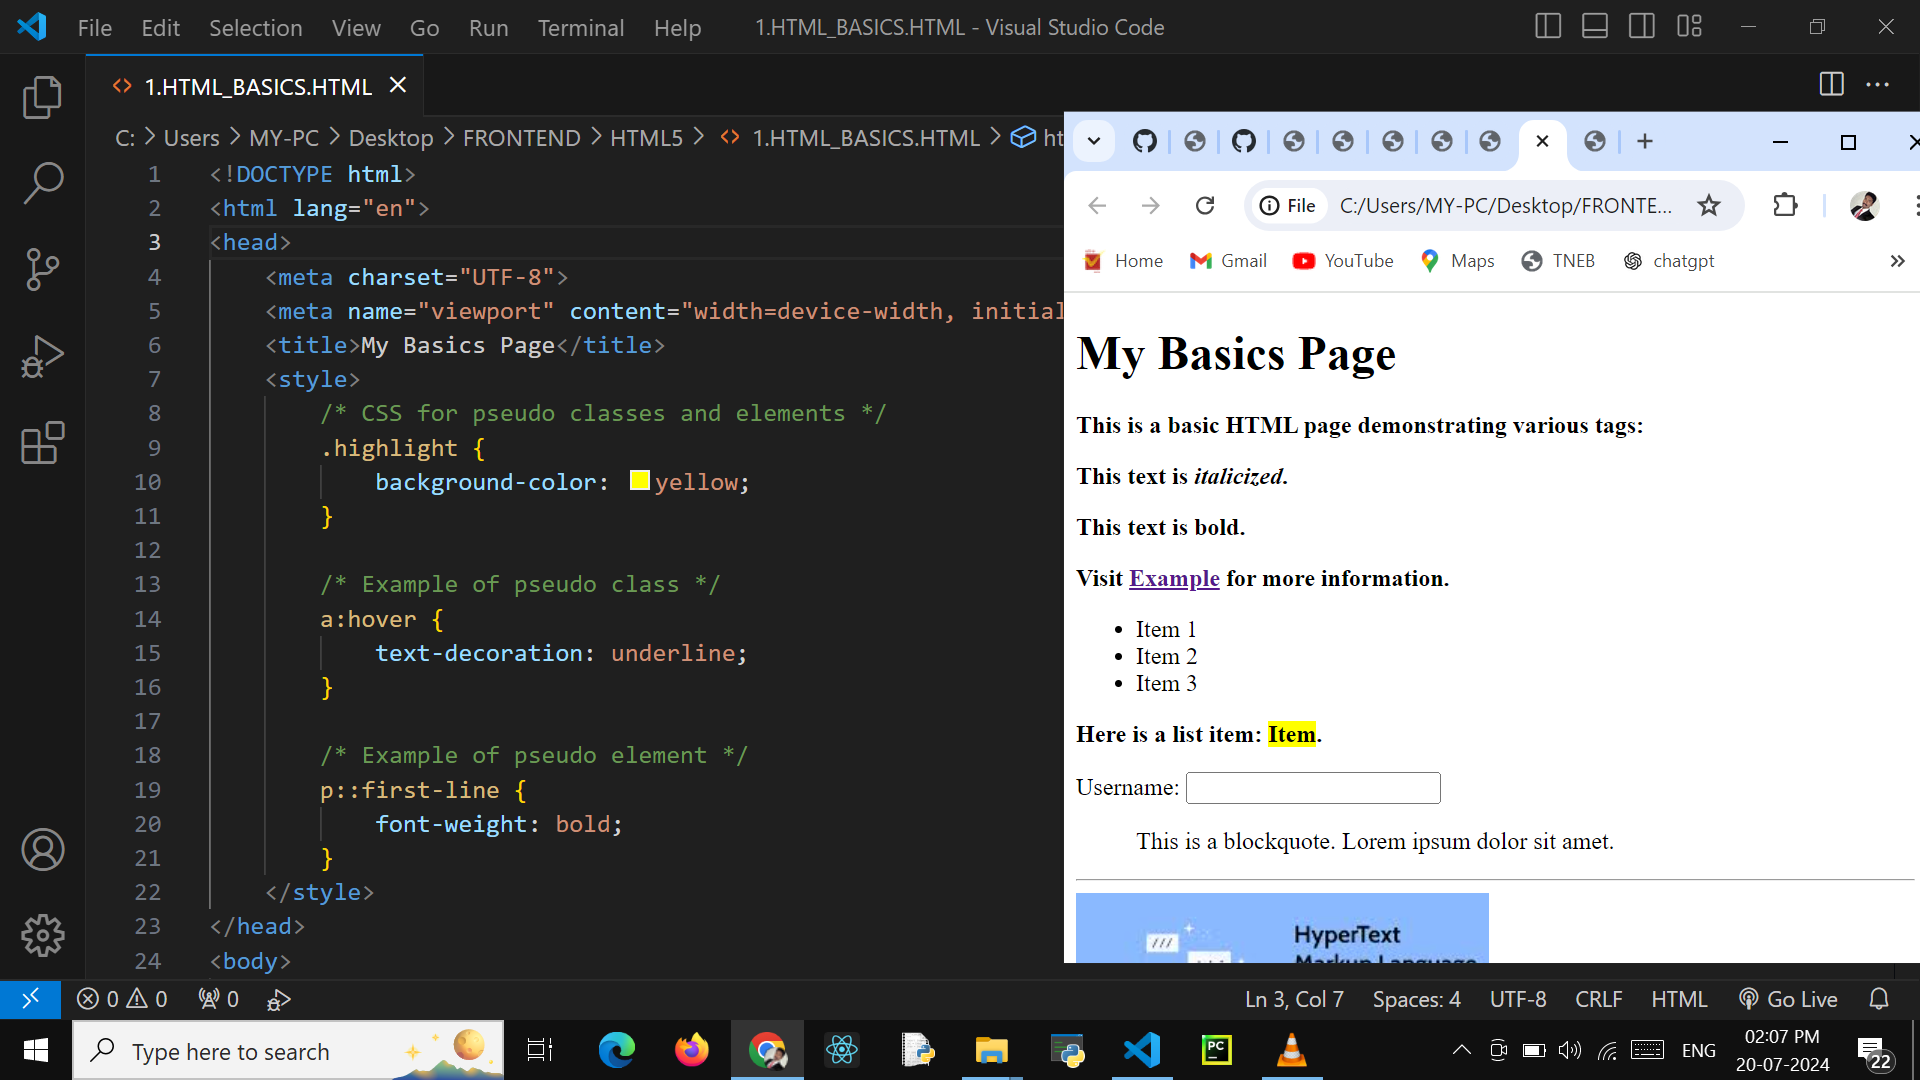 File Edit Selection View Go Run Terminal Help
1.HTML_BASICS.HTML - Visual Studio Code
1.HTML_BASICS.HTML
C: > Users > MY-PC > Desktop > FRONTEND > HTML5 > <> 1.HTML_BASICS.HTML > ht
1 <!DOCTYPE html>
2 <html lang="en">
3 <head>
4 <meta charset="UTF-8">
5 <meta name="viewport" content="width=device-width, initial
6 <title>My Basics Page</title>
7 <style>
8 /* CSS for pseudo classes and elements */
9 .highlight {
10 background-color: yellow;
11 }
12
13 /* Example of pseudo class */
14 a:hover {
15 text-decoration: underline;
16 }
17
18 /* Example of pseudo element */
19 p::first-line {
20 font-weight: bold;
21 }
22 </style>
23 </head>
24 <body>
File C:/Users/MY-PC/Desktop/FRONTE...
Home Gmail YouTube Maps TNEB chatgpt »
My Basics Page
This is a basic HTML page demonstrating various tags:
This text is italicized.
This text is bold.
Visit Example for more information.
• Item 1
• Item 2
• Item 3
Here is a list item: Item.
Username:
This is a blockquote. Lorem ipsum dolor sit amet.
HyperText
Markup Language
0 0 0
Ln 3, Col 7 Spaces: 4 UTF-8 CRLF HTML Go Live
Type here to search
PC
ENG
02:07 PM
20-07-2024
22